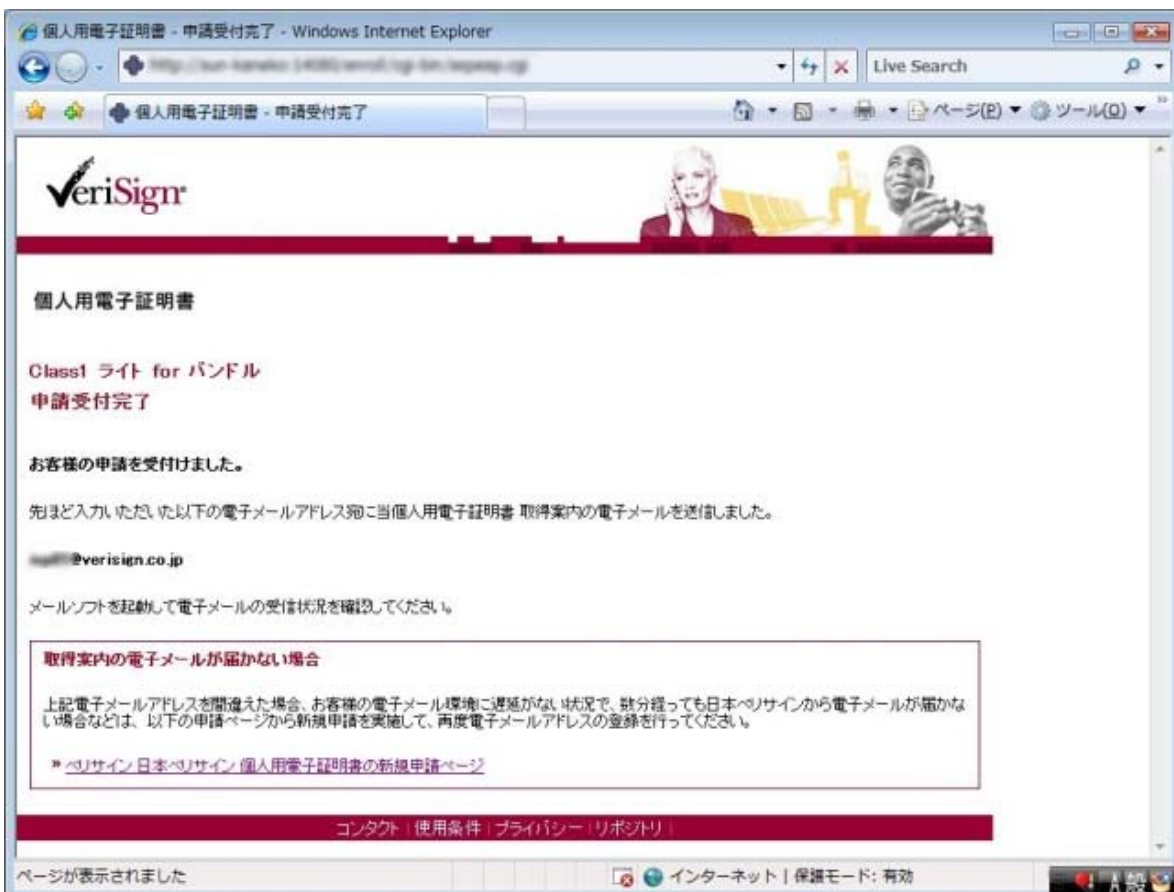 個人用電子証明書 - 申請受付完了 - Windows Internet Explorer
Live Search
個人用電子証明書 - 申請受付完了
ページ(P)
ツール(O)
VeriSign
個人用電子証明書
Class1 ライト for バンドル
申請受付完了
お客様の申請を受付けました。
先ほど入力いただいた以下の電子メールアドレス宛に当個人用電子証明書 取得案内の電子メールを送信しました。
@verisign.co.jp
メールソフトを起動して電子メールの受信状況を確認してください。
取得案内の電子メールが届かない場合
上記電子メールアドレスを間違えた場合、お客様の電子メール環境に遅延がない状況で、数分経っても日本ベリサインから電子メールが届かな
い場合などは、以下の申請ページから新規申請を実施して、再度電子メールアドレスの登録を行ってください。
» ベリサイン 日本ベリサイン 個人用電子証明書の新規申請ページ
コンタクト | 使用条件 | プライバシー | リポジトリ |
ページが表示されました
インターネット | 保護モード: 有効
A 般